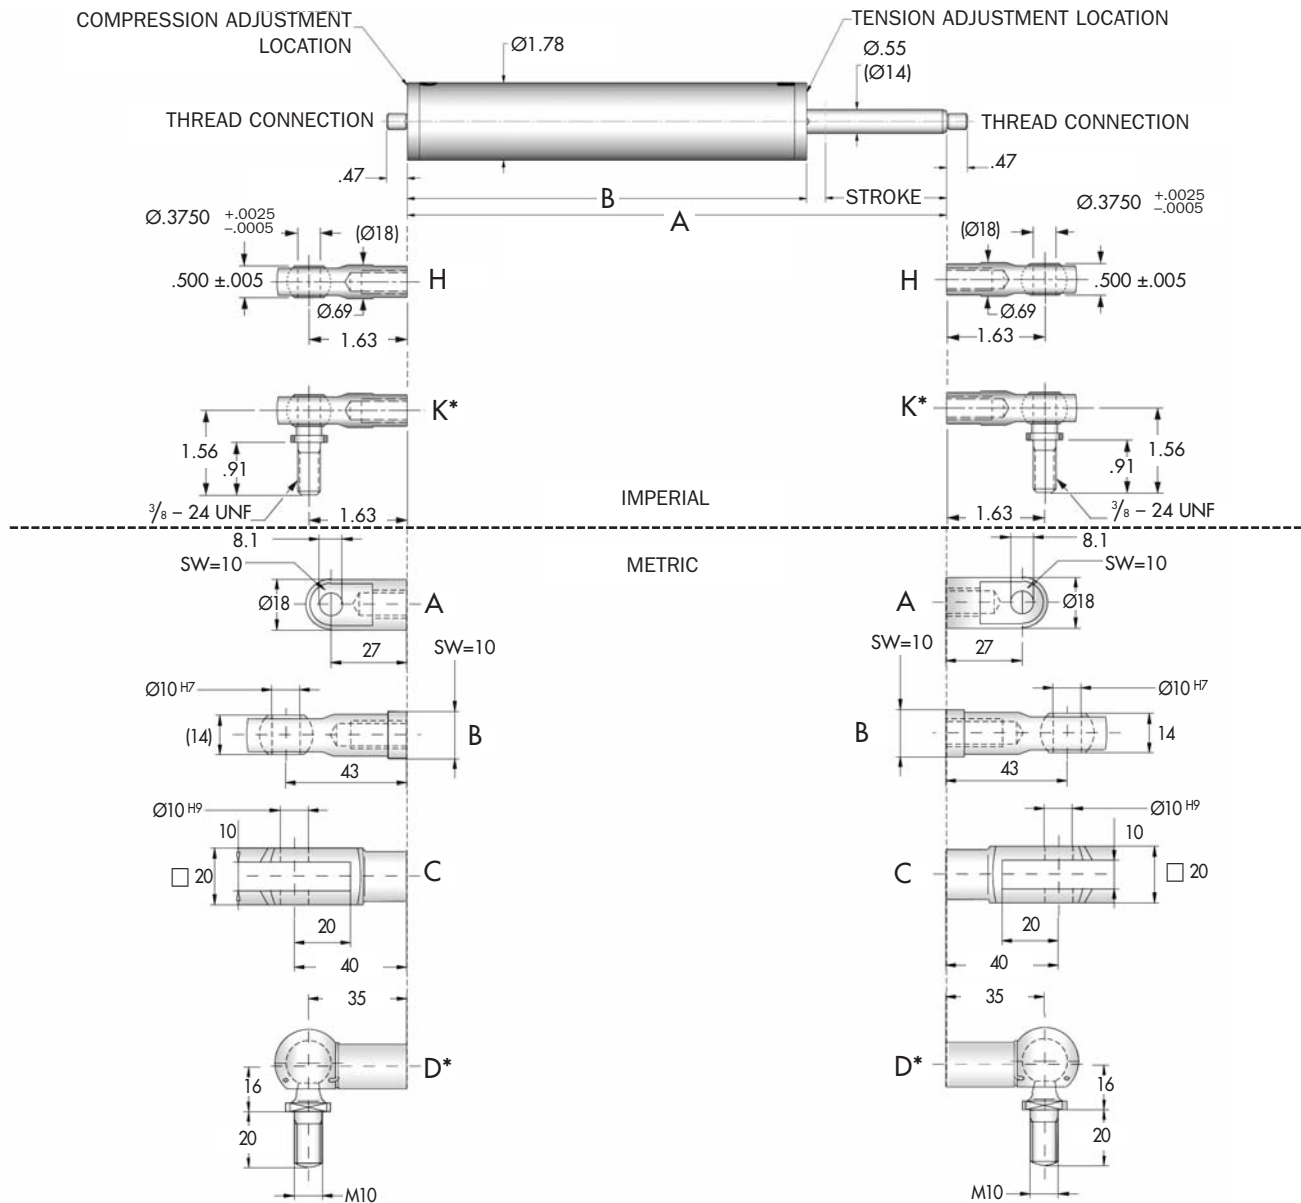 COMPRESSION ADJUSTMENT
LOCATION
TENSION ADJUSTMENT LOCATION
Ø1.78
Ø.55
(Ø14)
THREAD CONNECTION
THREAD CONNECTION
.47
.47
B
STROKE
A
Ø.3750 +.0025
–.0005
Ø.3750 +.0025
–.0005
(Ø18)
(Ø18)
.500 ±.005
H
H
.500 ±.005
Ø.69
Ø.69
1.63
1.63
K*
K*
1.56
.91
1.56
.91
3/8 – 24 UNF
1.63
IMPERIAL
1.63
3/8 – 24 UNF
8.1
METRIC
8.1
SW=10
SW=10
Ø18
A
A
Ø18
27
SW=10
SW=10
27
Ø10 H7
Ø10 H7
(14)
B
B
14
43
43
Ø10 H9
Ø10 H9
10
10
□ 20
C
C
□ 20
20
20
40
40
35
35
D*
D*
16
16
20
20
M10
M10